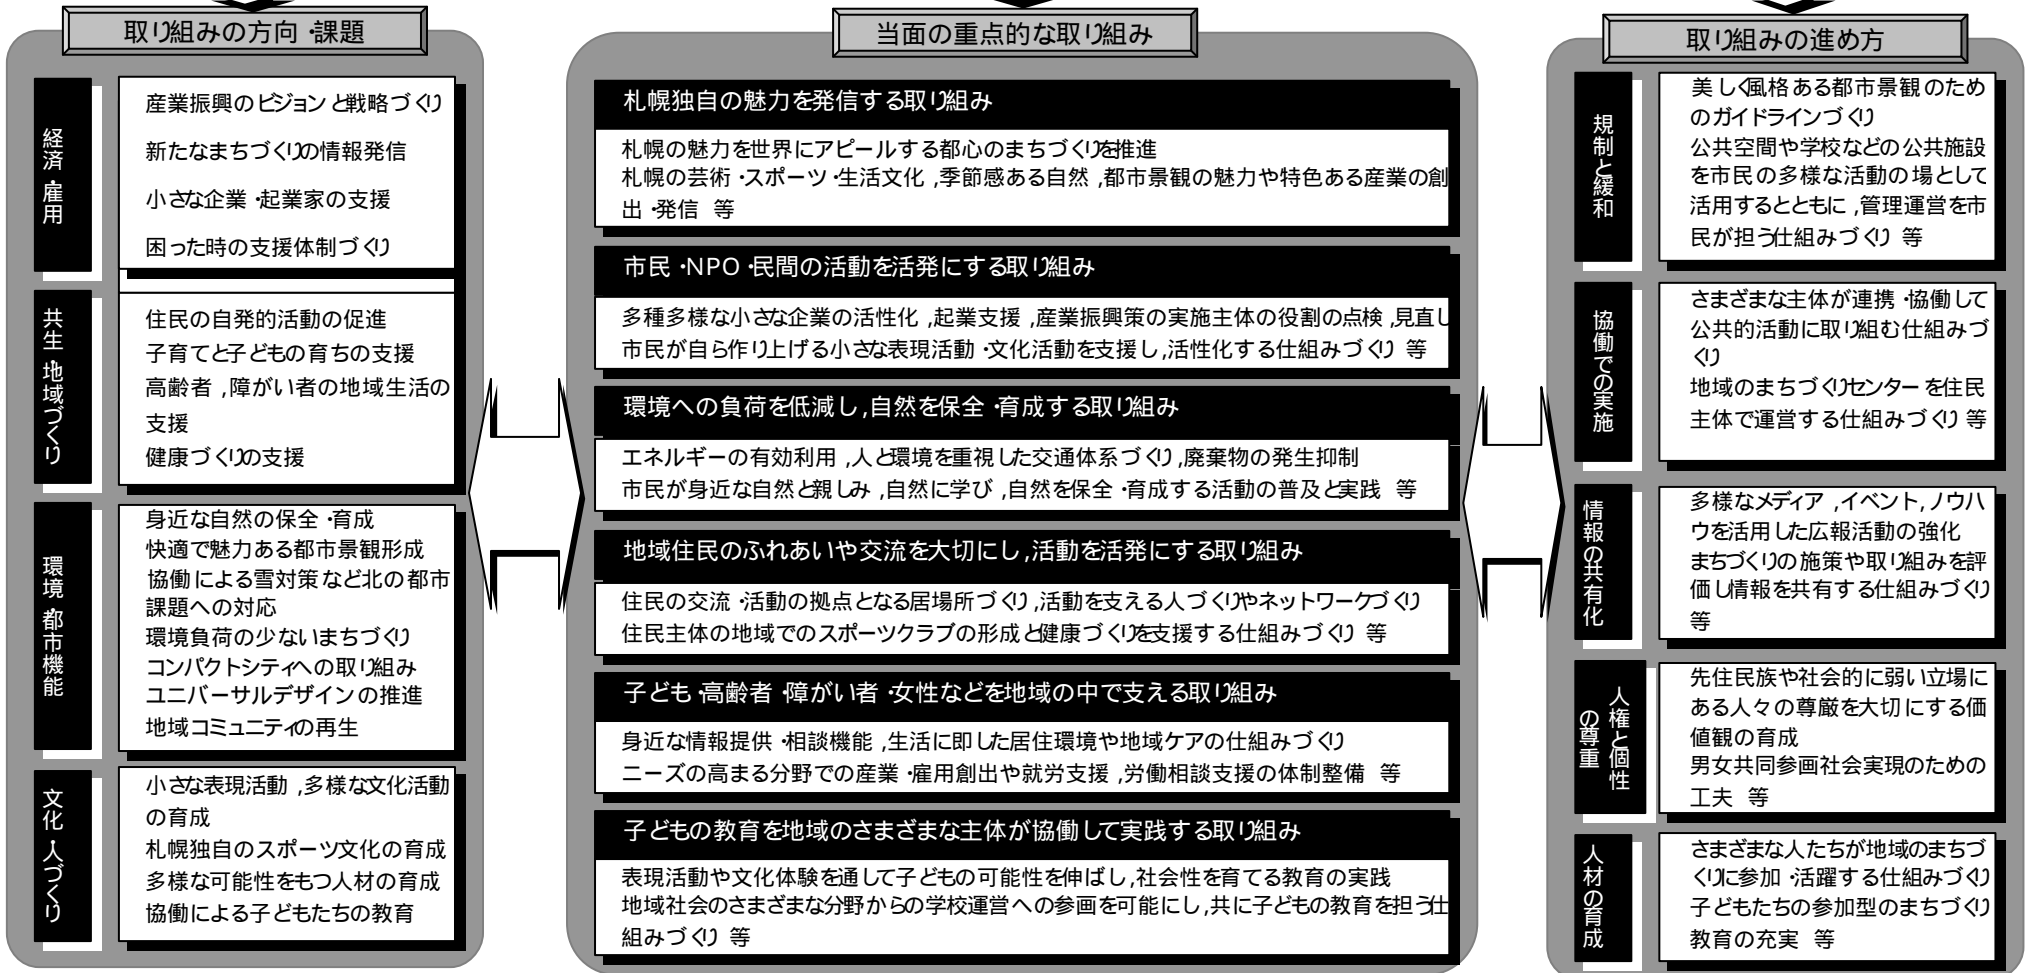 取り組みの方向・課題
経済・雇用
産業振興のビジョンと戦略づくり
新たなまちづくりの情報発信
小さな企業・起業家の支援
困った時の支援体制づくり
共生・地域づくり
住民の自発的活動の促進
子育てと子どもの育ちの支援
高齢者,障がい者の地域生活の
支援
健康づくりの支援
環境・都市機能
身近な自然の保全・育成
快適で魅力ある都市景観形成
協働による雪対策など北の都市
課題への対応
環境負荷の少ないまちづくり
コンパクトシティへの取り組み
ユニバーサルデザインの推進
地域コミュニティの再生
文化・人づくり
小さな表現活動,多様な文化活動
の育成
札幌独自のスポーツ文化の育成
多様な可能性をもつ人材の育成
協働による子どもたちの教育
当面の重点的な取り組み
札幌独自の魅力を発信する取り組み
札幌の魅力を世界にアピールする都心のまちづくりを推進
札幌の芸術・スポーツ・生活文化,季節感ある自然,都市景観の魅力や特色ある産業の創
出・発信 等
市民・NPO・民間の活動を活発にする取り組み
多種多様な小さな企業の活性化,起業支援,産業振興策の実施主体の役割の点検,見直し
市民が自ら作り上げる小さな表現活動・文化活動を支援し,活性化する仕組みづくり 等
環境への負荷を低減し,自然を保全・育成する取り組み
エネルギーの有効利用,人と環境を重視した交通体系づくり,廃棄物の発生抑制
市民が身近な自然と親しみ,自然に学び,自然を保全・育成する活動の普及と実践 等
地域住民のふれあいや交流を大切にし,活動を活発にする取り組み
住民の交流・活動の拠点となる居場所づくり,活動を支える人づくりやネットワークづくり
住民主体の地域でのスポーツクラブの形成と健康づくりを支援する仕組みづくり 等
子ども・高齢者・障がい者・女性などを地域の中で支える取り組み
身近な情報提供・相談機能,生活に即した居住環境や地域ケアの仕組みづくり
ニーズの高まる分野での産業・雇用創出や就労支援,労働相談支援の体制整備 等
子どもの教育を地域のさまざまな主体が協働して実践する取り組み
表現活動や文化体験を通して子どもの可能性を伸ばし,社会性を育てる教育の実践
地域社会のさまざまな分野からの学校運営への参画を可能にし,共に子どもの教育を担う仕
組みづくり 等
取り組みの進め方
規制と緩和
美しく風格ある都市景観のため
のガイドラインづくり
公共空間や学校などの公共施設
を市民の多様な活動の場として
活用するとともに,管理運営を市
民が担う仕組みづくり 等
協働での実施
さまざまな主体が連携・協働して
公共的活動に取り組む仕組みづ
くり
地域のまちづくりセンターを住民
主体で運営する仕組みづくり 等
情報の共有化
多様なメディア,イベント,ノウハ
ウを活用した広報活動の強化
まちづくりの施策や取り組みを評
価し情報を共有する仕組みづくり
等
人権と個性
の尊重
先住民族や社会的に弱い立場に
ある人々の尊厳を大切にする価
値観の育成
男女共同参画社会実現のための
工夫 等
人材の育成
さまざまな人たちが地域のまちづ
くりに参加・活躍する仕組みづくり
子どもたちの参加型のまちづくり
教育の充実 等